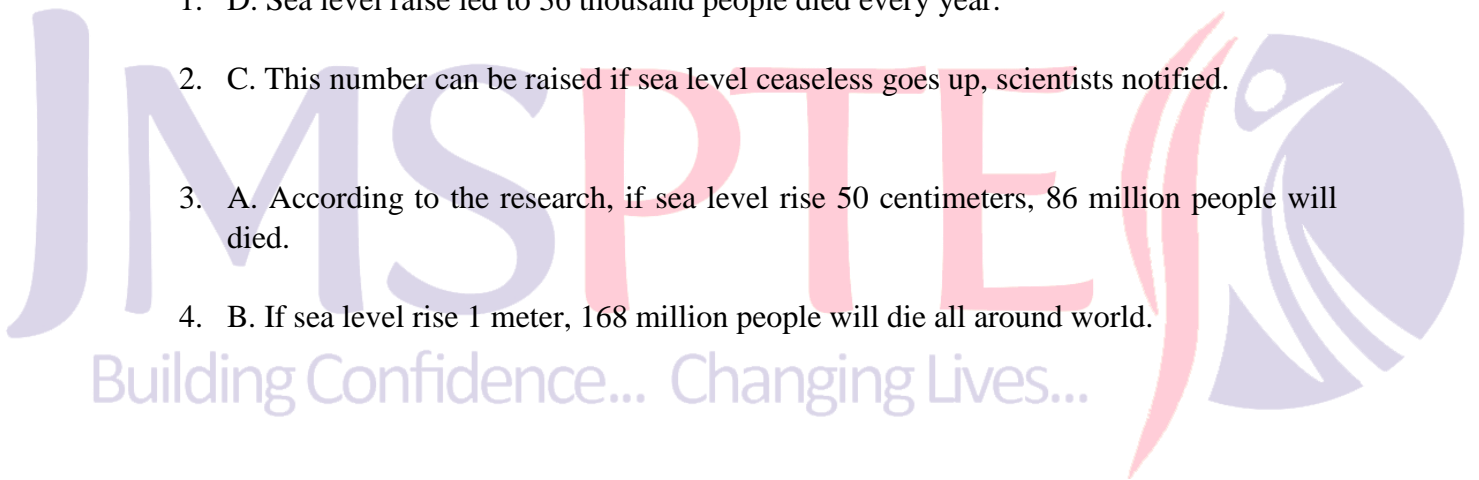 1. D. Sea level raise led to thousand people died every year.
2. C. This number can be raised if sea level ceaseless goes up, scientists notified.
3. A. According to the research, if sea level rise 50 centimeters, 86 million people will
died.
4. B. If sea level rise 1 meter, 168 million people will die all around world.
JMSPTE
Building Confidence... Changing Lives...